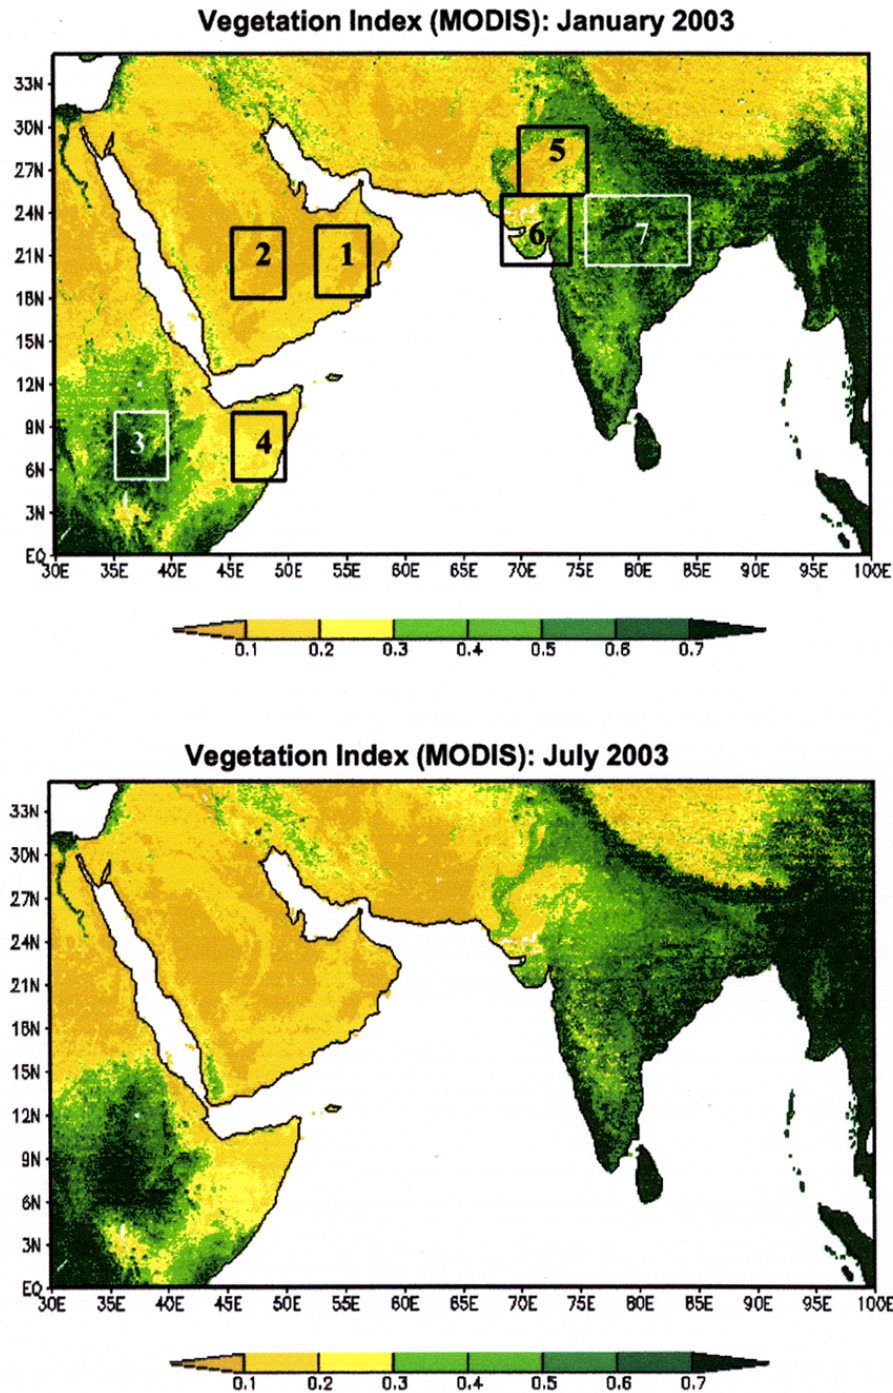 Vegetation Index (MODIS): January 2003
33N
30N
27N
24N
21N
18N
15N
12N
9N
6N
3N
EQ
5
6
7
2
1
3
4
30E 35E 40E 45E 50E 55E 60E 65E 70E 75E 80E 85E 90E 95E 100E
0.1 0.2 0.3 0.4 0.5 0.6 0.7
Vegetation Index (MODIS): July 2003
33N
30N
27N
24N
21N
18N
15N
12N
9N
6N
3N
EQ
30E 35E 40E 45E 50E 55E 60E 65E 70E 75E 80E 85E 90E 95E 100E
0.1 0.2 0.3 0.4 0.5 0.6 0.7